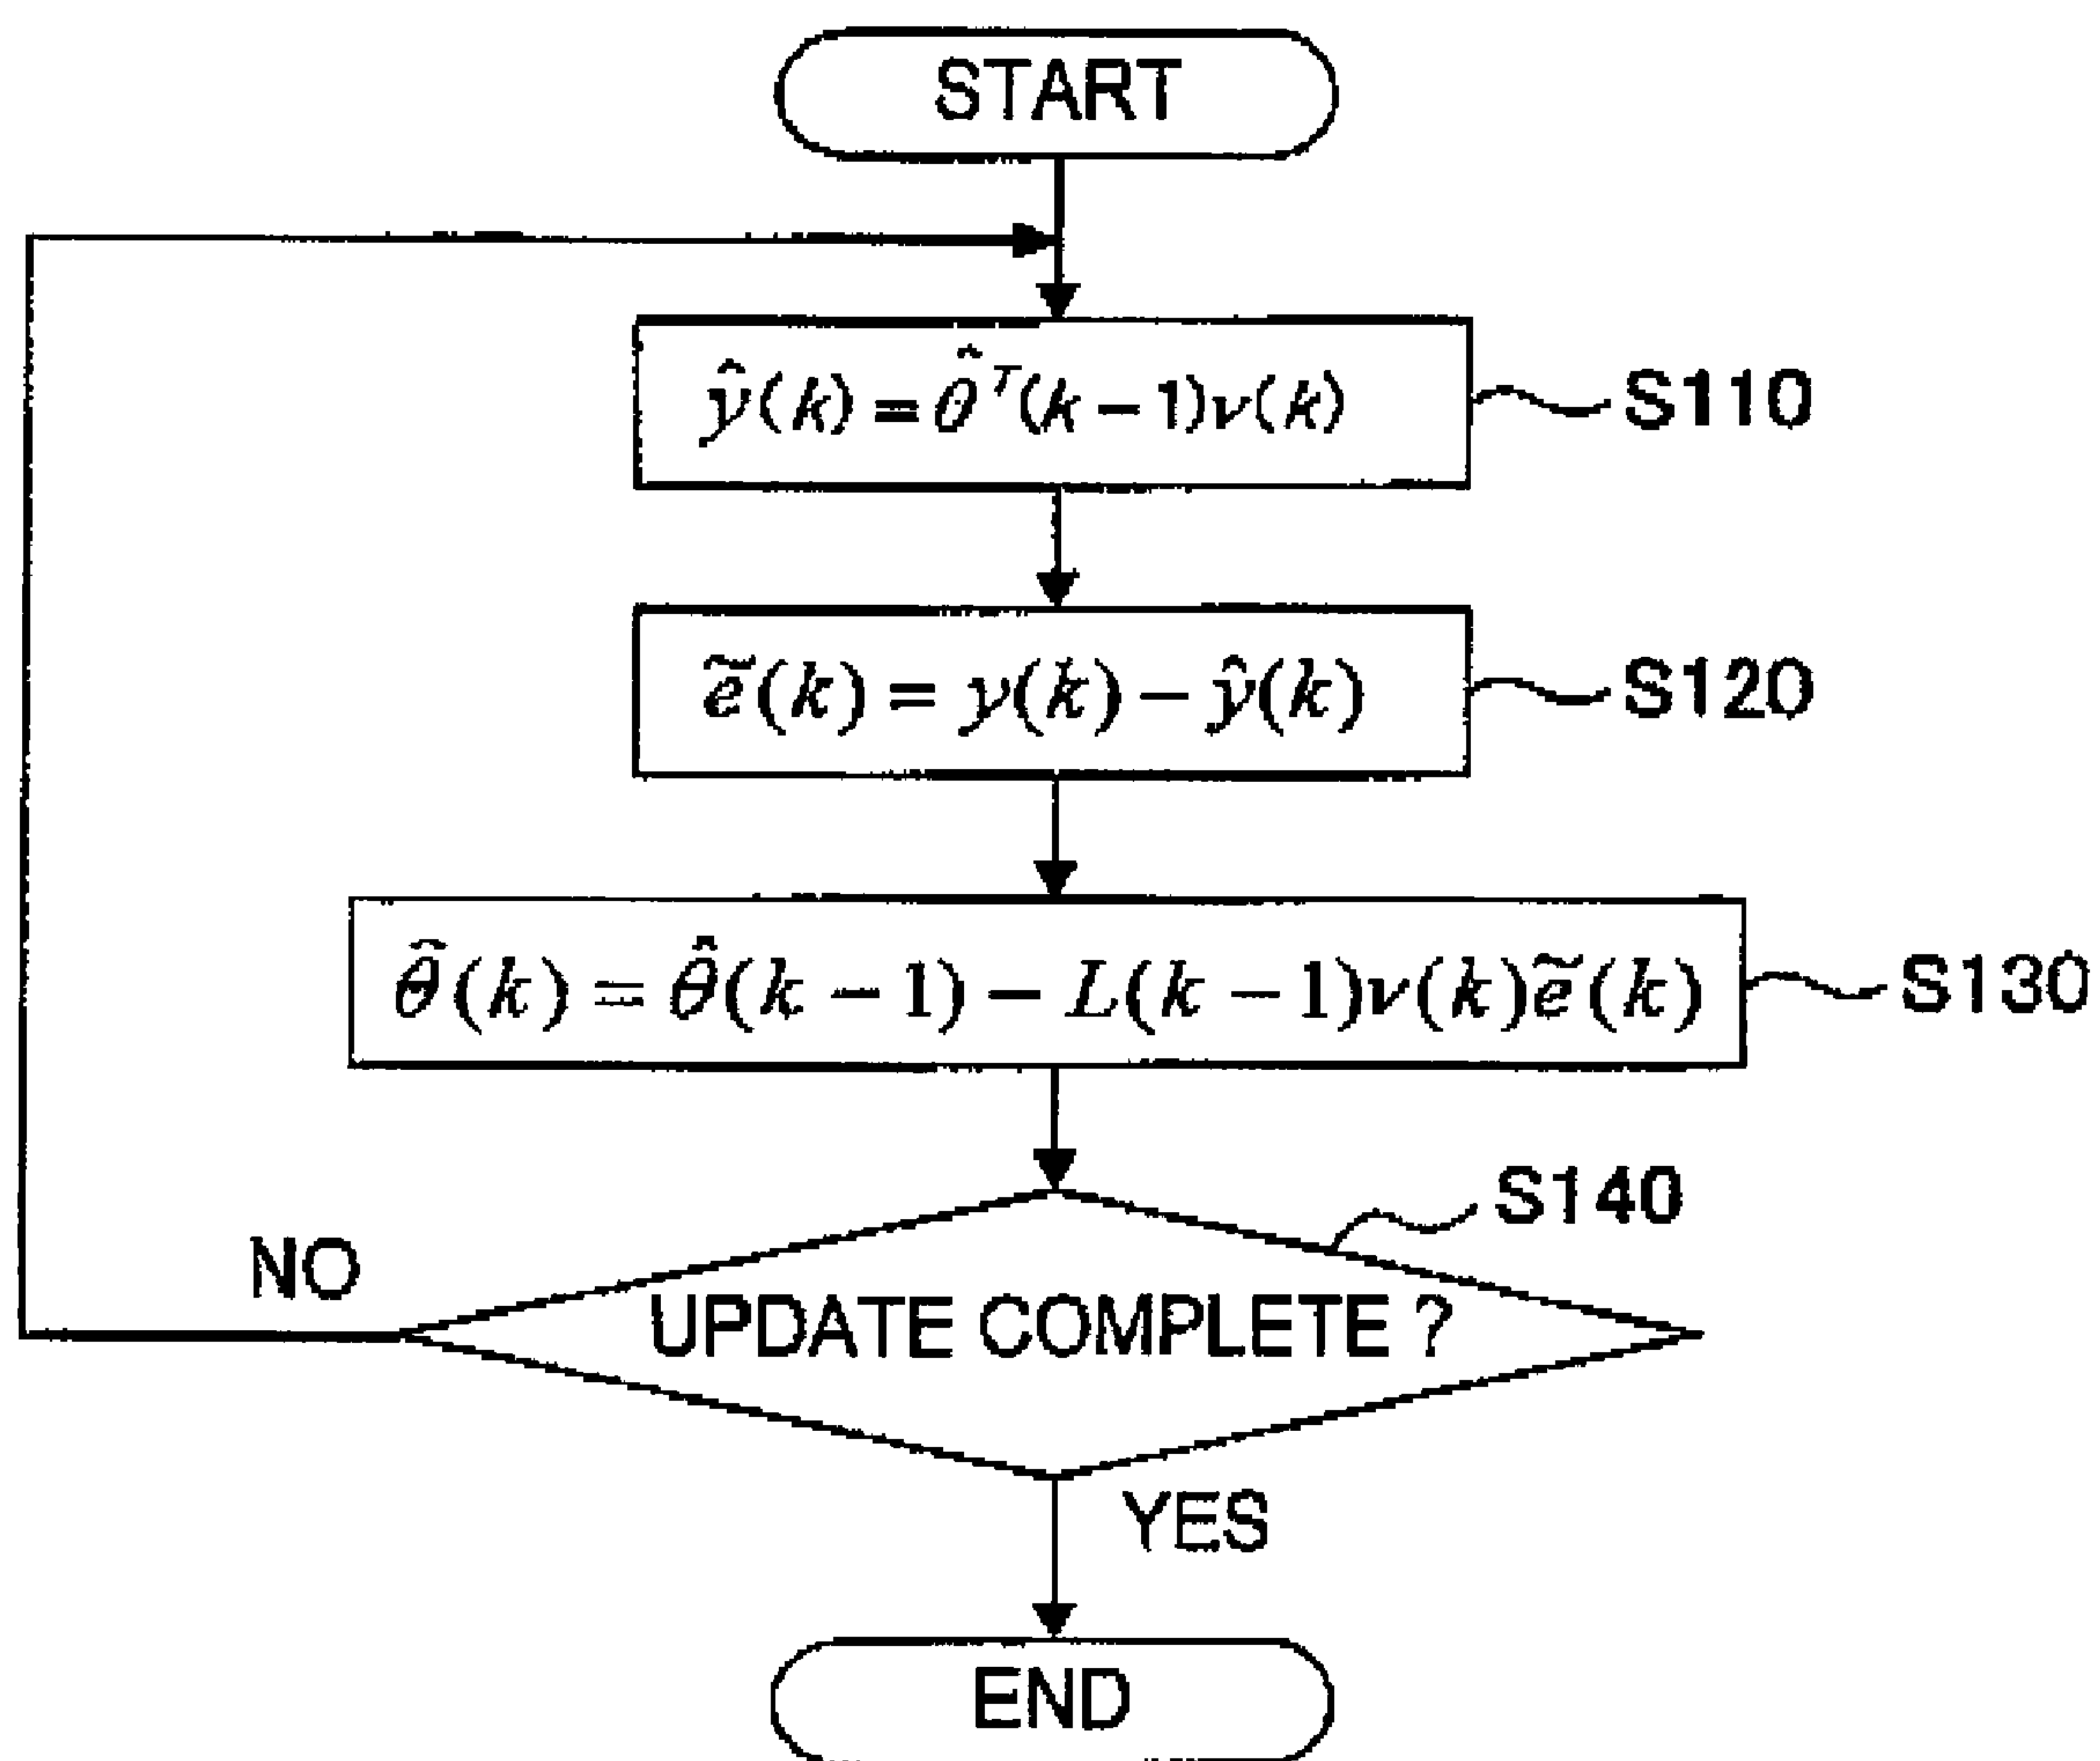 START
ŷ(k) = θ̂ᵀ(k−1)v(k)
S110
ẽ(k) = y(k) − ŷ(k)
S120
θ̂(k) = θ̂(k − 1) − L(k − 1)v(k)ẽ(k)
S130
S140
NO
UPDATE COMPLETE ?
YES
END